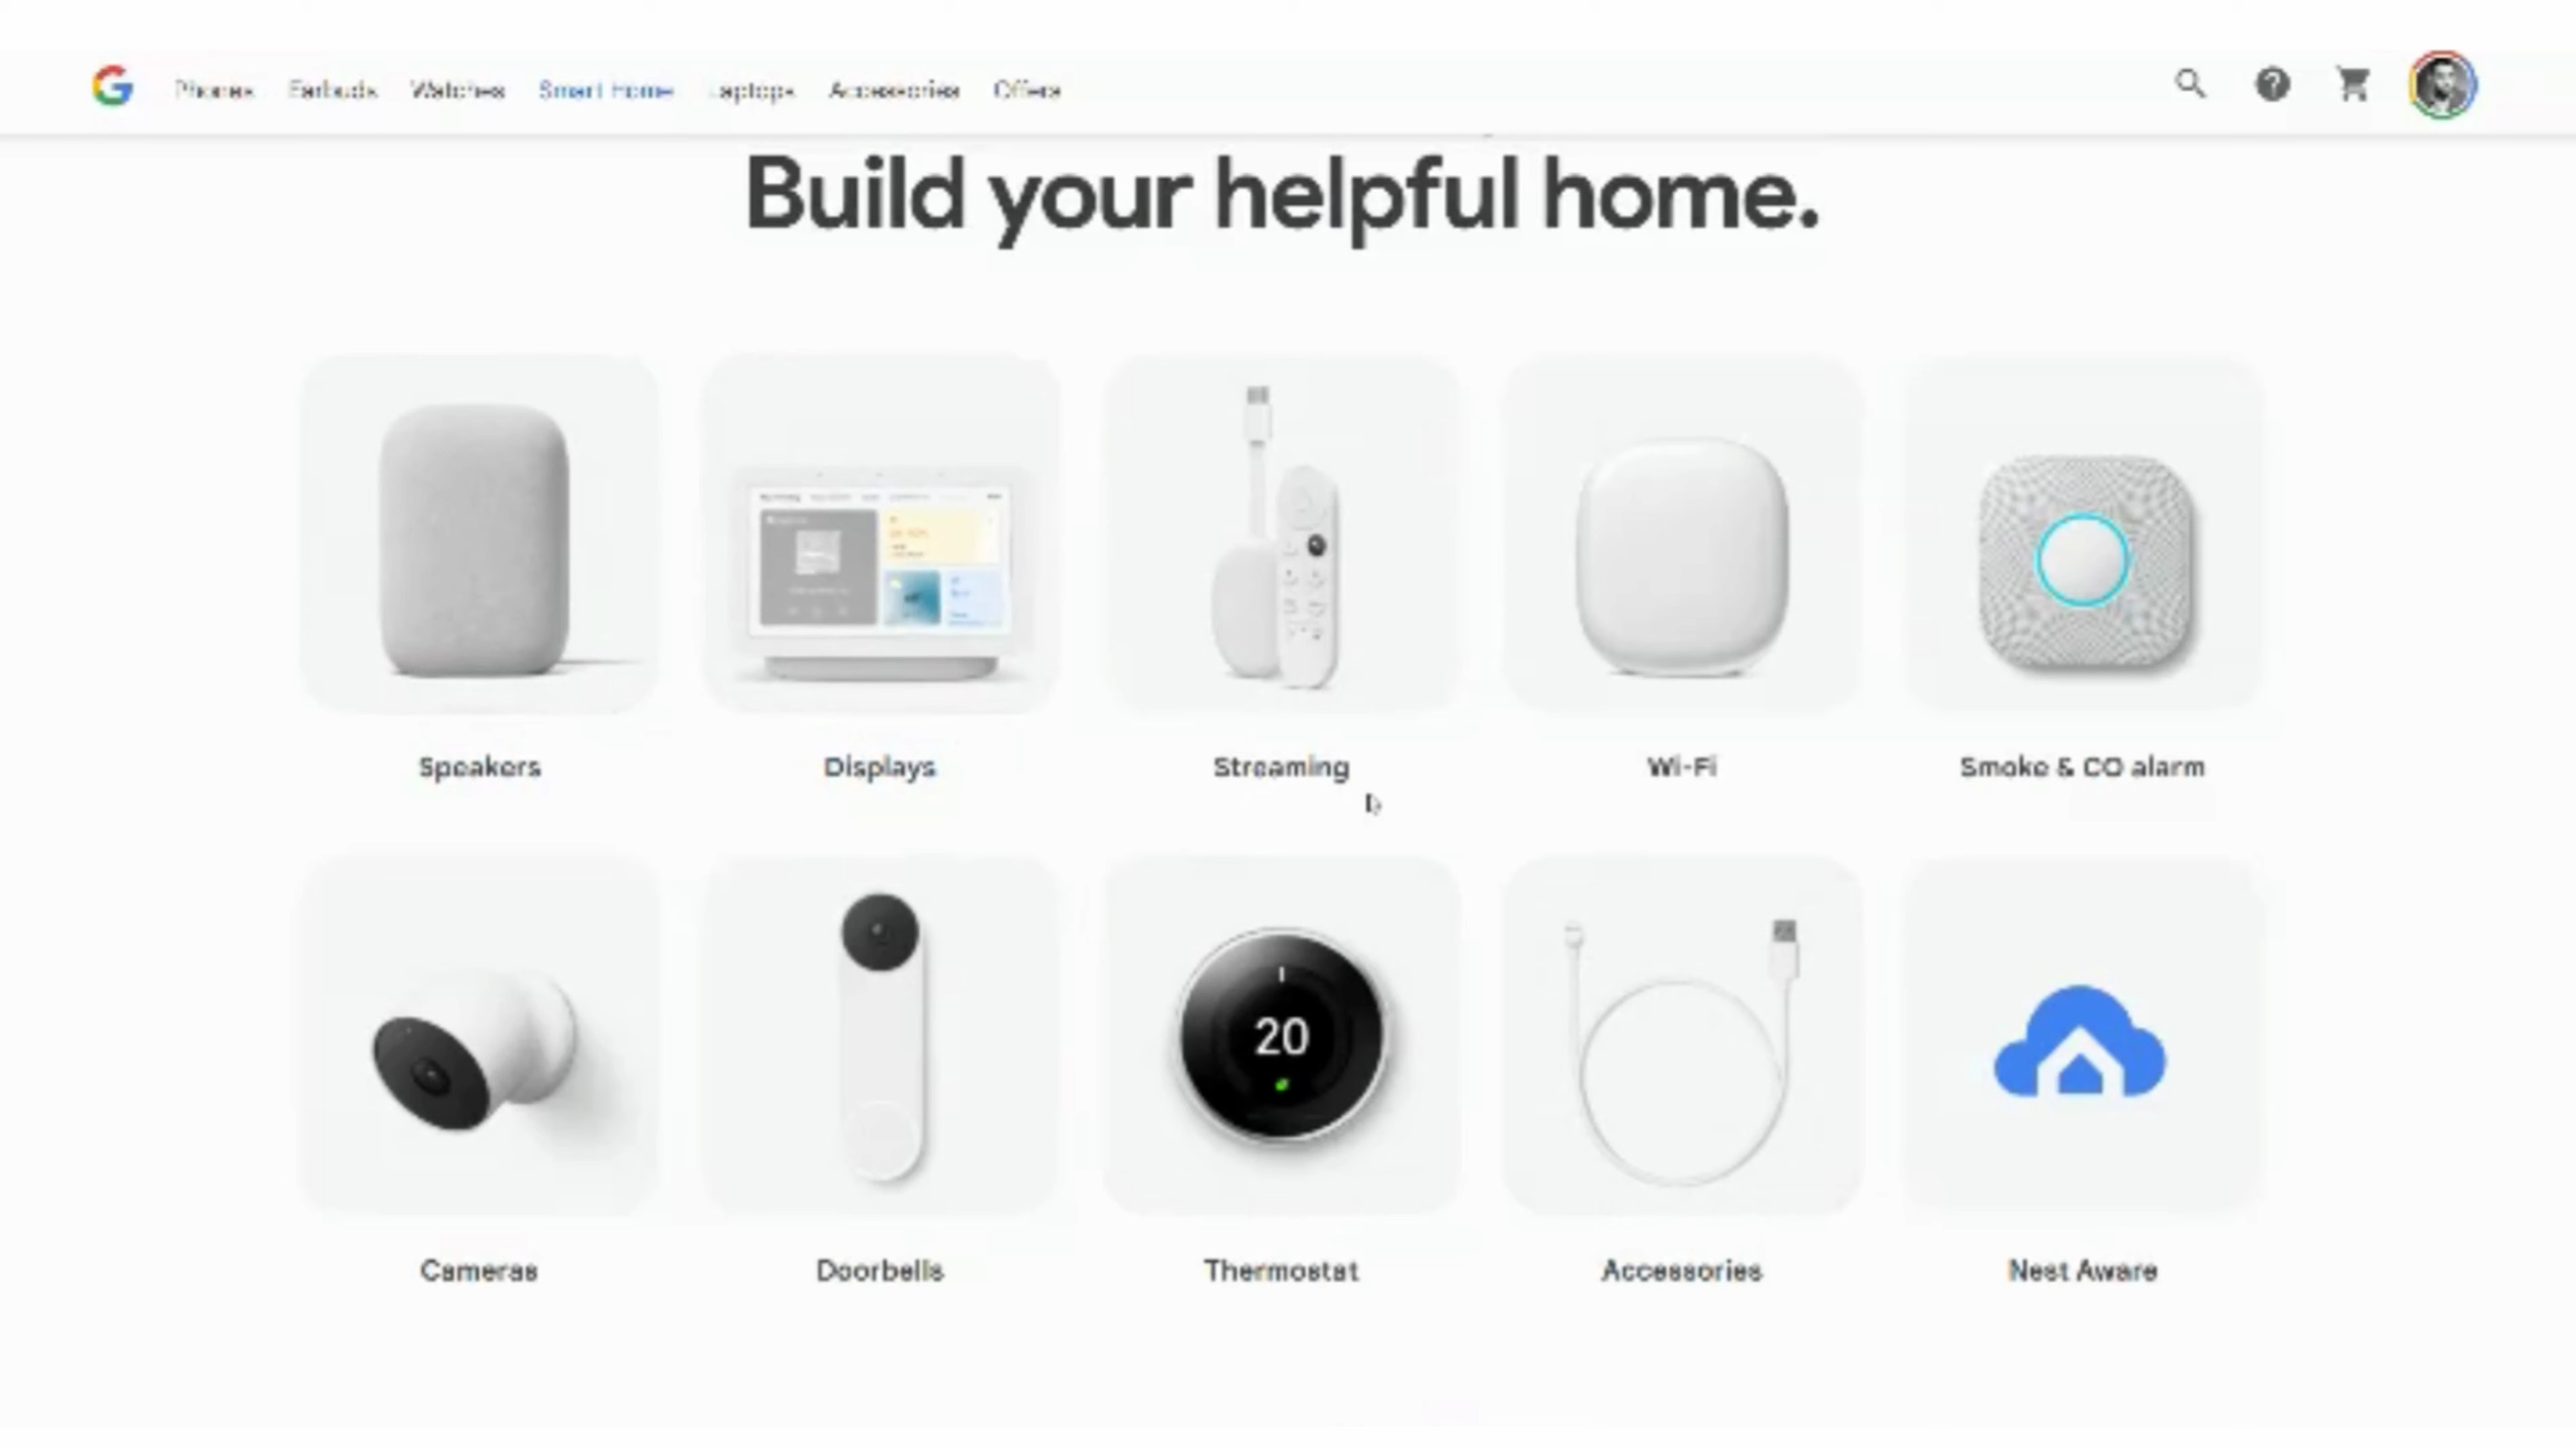 Phones Earbuds Watches Smart Home Laptops Accessories Offers
Build your helpful home.
Speakers Displays Streaming Wi-Fi Smoke & CO alarm
20
Cameras Doorbells Thermostat Accessories Nest Aware